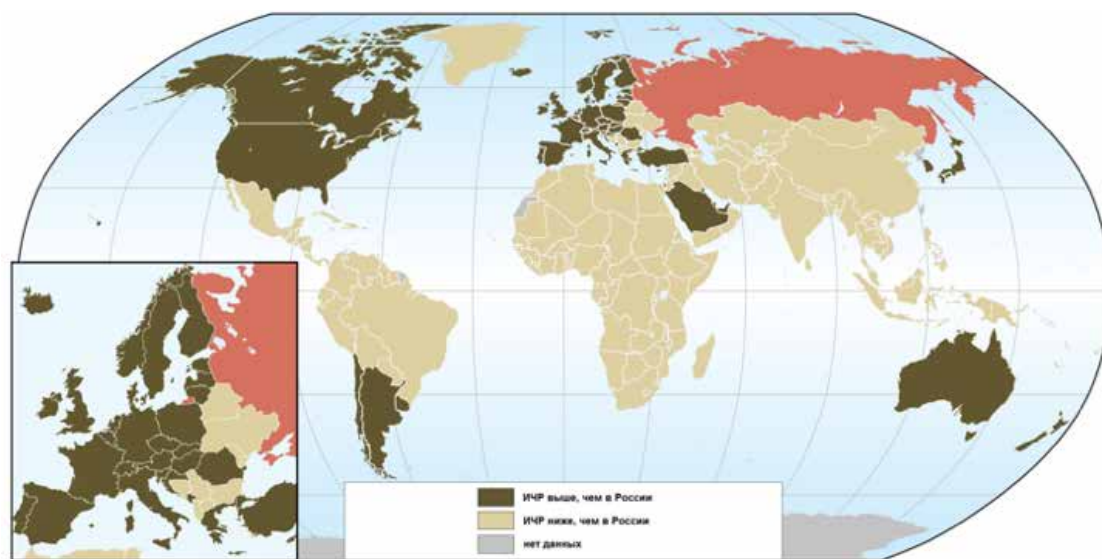 ИЧР выше, чем в России
ИЧР ниже, чем в России
нет данных